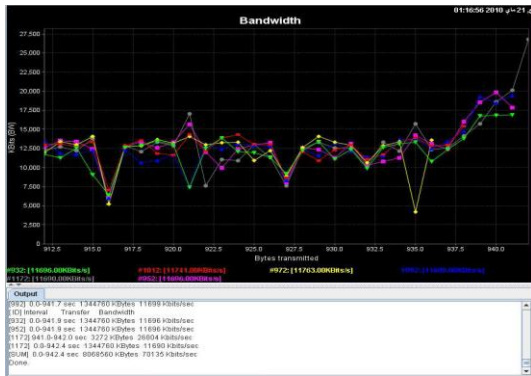 01:16:56 2010
Bandwidth
27,500
25,000
22,500
20,000
17,500
15,000
12,500
10,000
7,500
5,000
2,500
0
kBits (BW)
912.5 915.0 917.5 920.0 922.5 925.0 927.5 930.0 932.5 935.0 937.5 940.0
Bytes transmitted
#932: [11696.00KBits/s] #1012: [11741.00KBits/s] #972: [11763.00KBits/s]
#1172: [11690.00KBits/s] #952: [11696.00KBits/s]
Output
[992] 0.0-941.7 sec 1344760 KBytes 11699 Kbits/sec
[ ID] Interval Transfer Bandwidth
[932] 0.0-941.9 sec 1344760 KBytes 11696 Kbits/sec
[952] 0.0-941.9 sec 1344760 KBytes 11696 Kbits/sec
[1172] 941.0-942.0 sec 3272 KBytes 26804 Kbits/sec
[1172] 0.0-942.4 sec 1344760 KBytes 11690 Kbits/sec
[SUM] 0.0-942.4 sec 8068560 KBytes 70135 Kbits/sec
Done.